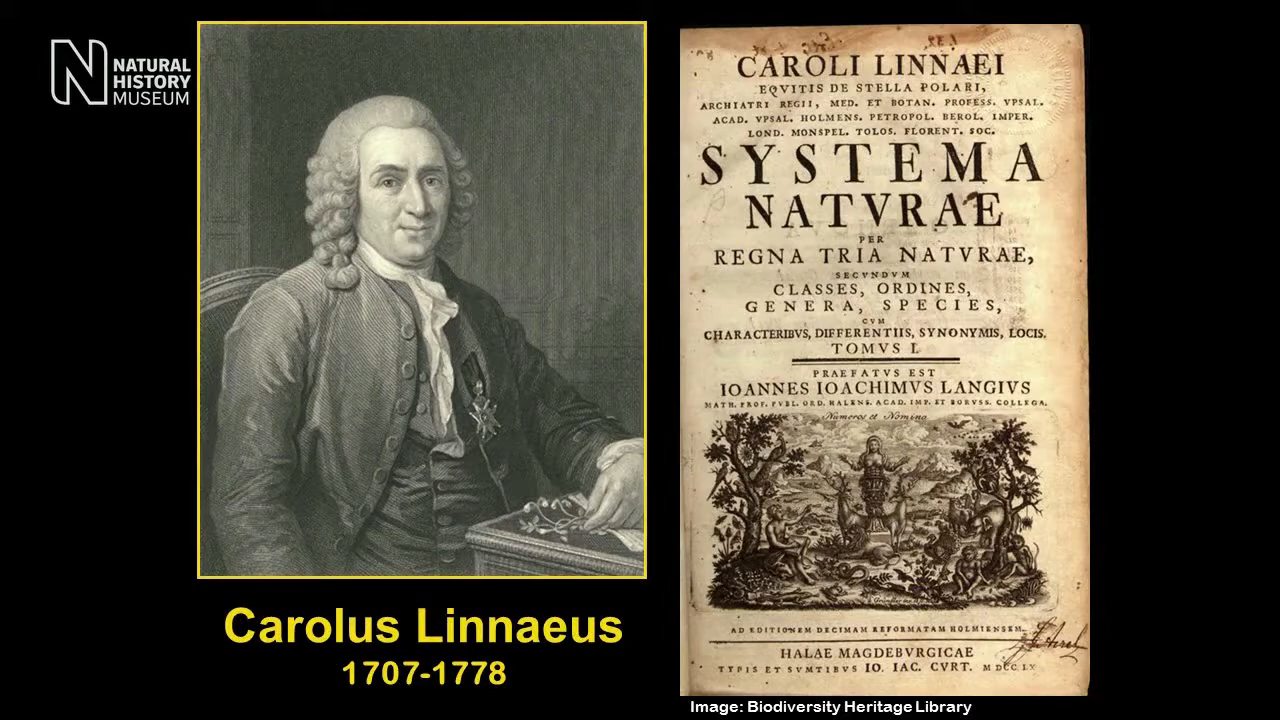 NATURAL
HISTORY
MUSEUM
CAROLI LINNAEI
EQVITIS DE STELLA POLARI,
ARCHIATRI REGII, MED. ET BOTAN. PROFESS. VPSAL.
ACAD. VPSAL. HOLMENS. PETROPOL. BEROL. IMPER.
LOND. MONSPEL. TOLOS. FLORENT. SOC.
SYSTEMA
NATVRAE
PER
REGNA TRIA NATVRAE,
SECVNDVM
CLASSES, ORDINES,
GENERA, SPECIES,
CVM
CHARACTERIBVS, DIFFERENTIIS, SYNONYMIS, LOCIS.
TOMVS I.
PRAEFATVS EST
IOANNES IOACHIMVS LANGIVS
MATH. PROF. PVBL. ORD. HALENS. ACAD. IMP. ET BORVSS. COLLEGA.
Numeros et Nomina
AD EDITIONEM DECIMAM REFORMATAM HOLMIENSEM.
HALAE MAGDEBVRGICAE
TYPIS ET SVMTIBVS IO. IAC. CVRT. MDCCLX
Carolus Linnaeus
1707-1778
Image: Biodiversity Heritage Library